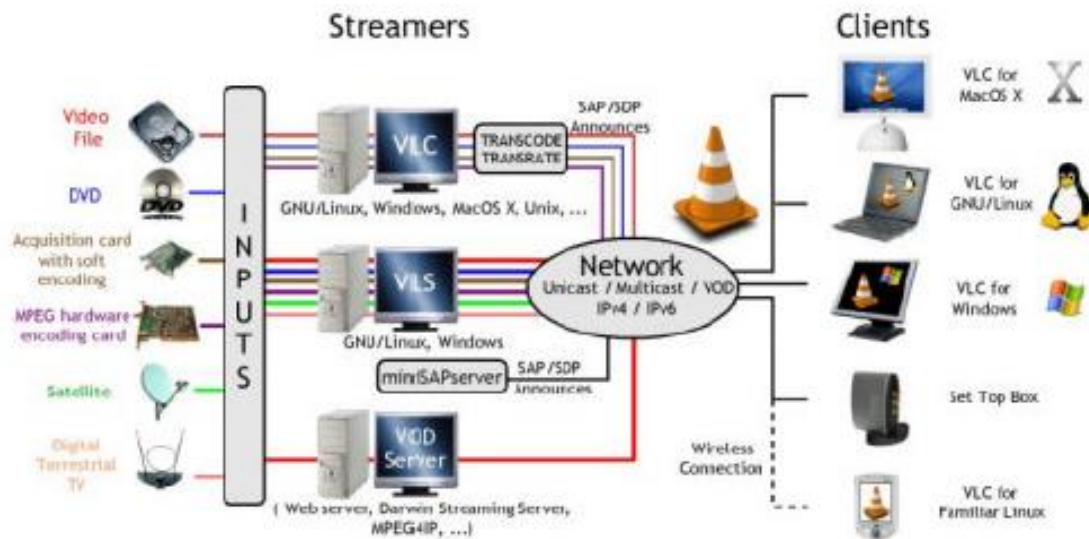 Streamers
Clients
Video
File
DVD
DVD
Acquisition card
with soft
encoding
MPEG hardware
encoding card
Satellite
Digital
Terrestrial
TV
INPUTS
VLC
TRANSCODE
TRANSRATE
SAP/SDP
Announces
GNU/Linux, Windows, MacOS X, Unix, ...
VLS
GNU/Linux, Windows
Network
Unicast / Multicast / VOD
IPv4 / IPv6
miniSAPserver
SAP/SDP
Announces
VOD
Server
( Web server, Darwin Streaming Server,
MPEG4IP, ...)
Wireless
Connection
VLC for
MacOS X
X
VLC for
GNU/Linux
VLC for
Windows
Set Top Box
VLC for
Familiar Linux